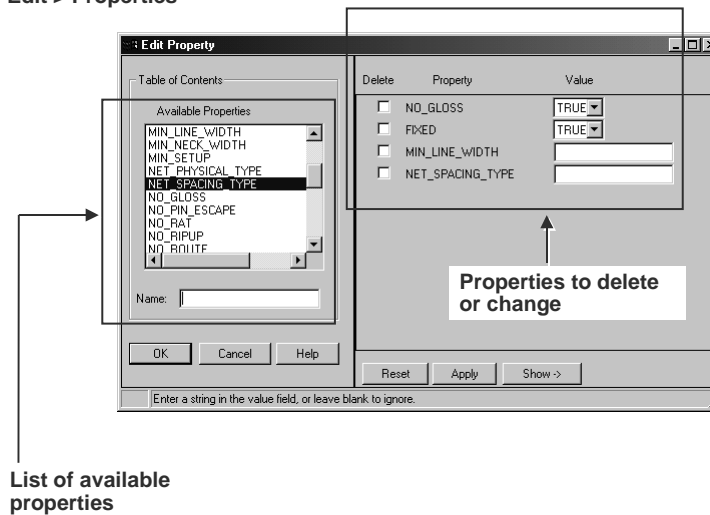 Edit > Properties
Edit Property
Table of Contents
Available Properties
MIN_LINE_WIDTH
MIN_NECK_WIDTH
MIN_SETUP
NET_PHYSICAL_TYPE
NET_SPACING_TYPE
NO_GLOSS
NO_PIN_ESCAPE
NO_RAT
NO_RIPUP
NO_ROUTE
Name:
OK Cancel Help
Delete Property Value
NO_GLOSS TRUE
FIXED TRUE
MIN_LINE_WIDTH
NET_SPACING_TYPE
Properties to delete
or change
Reset Apply Show ->
Enter a string in the value field, or leave blank to ignore.
List of available
properties